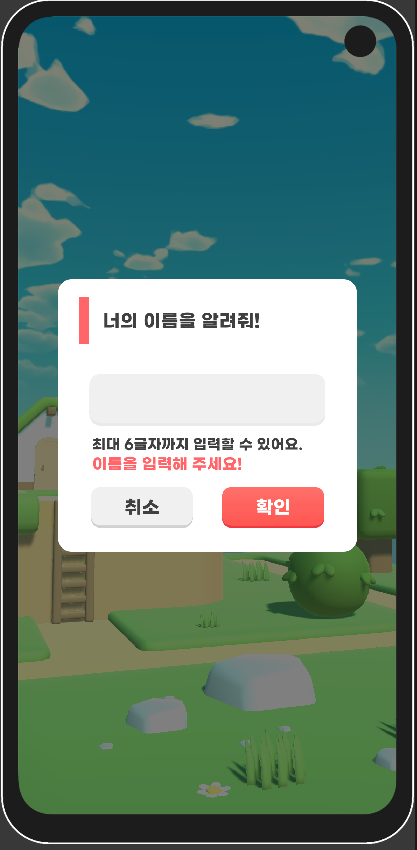 너의 이름을 알려줘!
최대 6글자까지 입력할 수 있어요.
이름을 입력해 주세요!
취소
확인